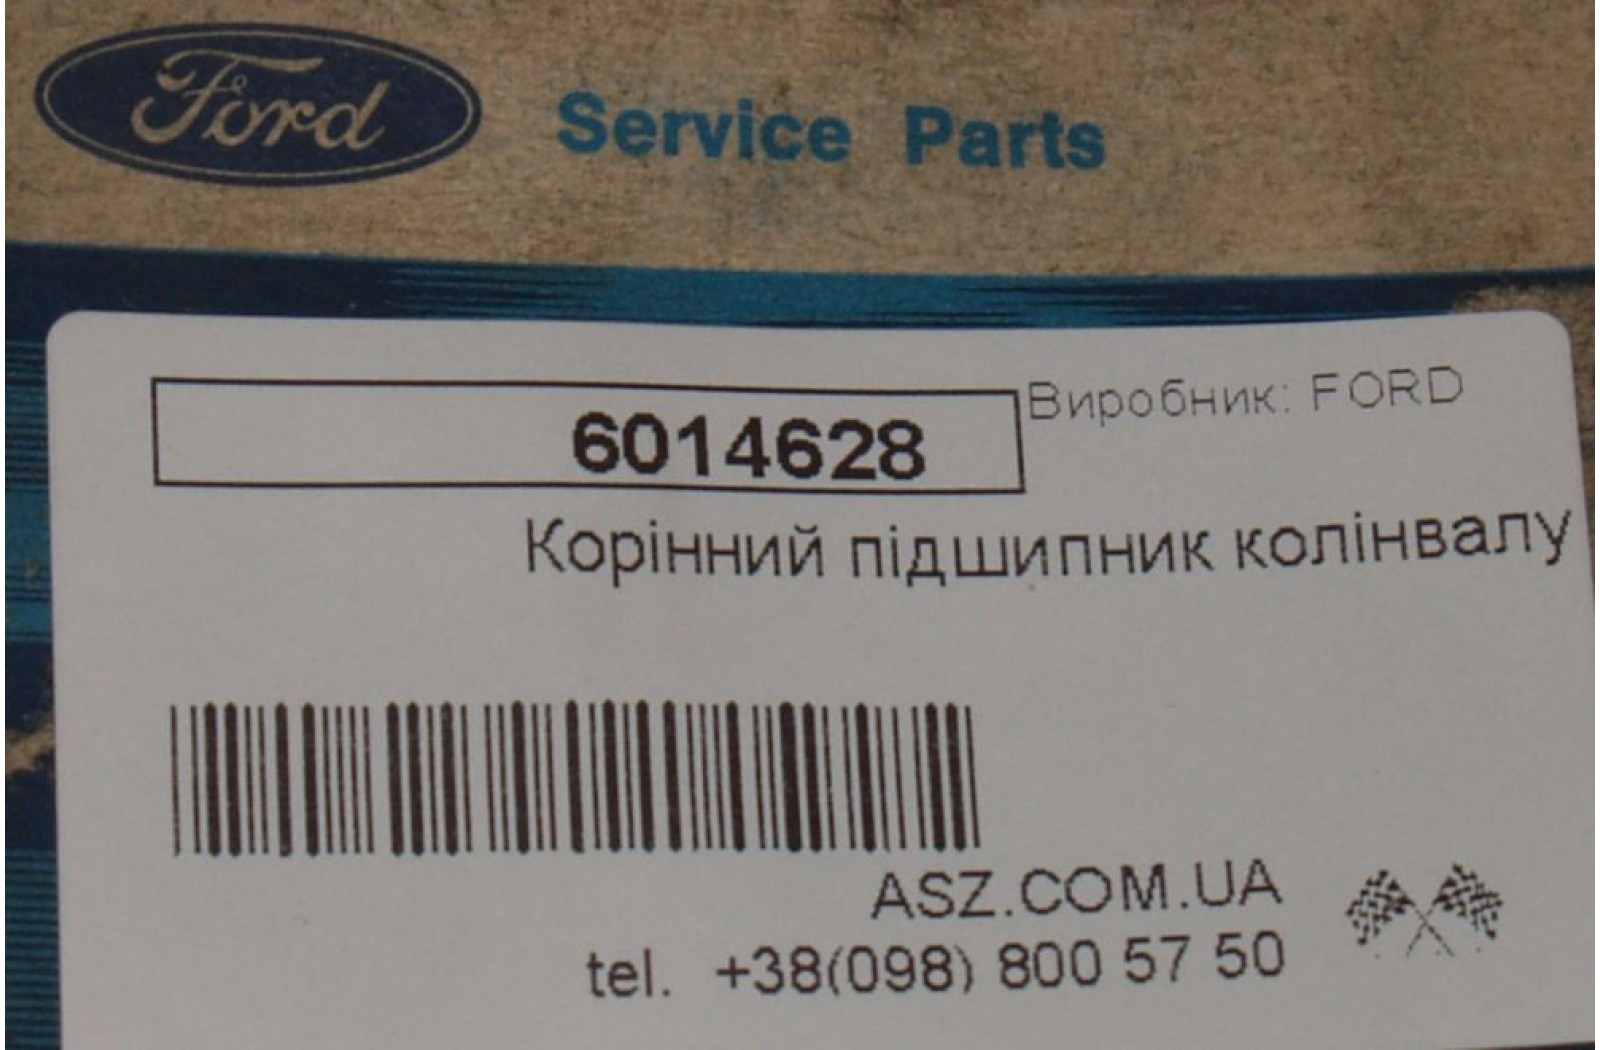 Ford
Service Parts
6014628
Виробник: FORD
Корінний підшипник колінвалу
ASZ.COM.UA
tel. +38(098) 800 57 50